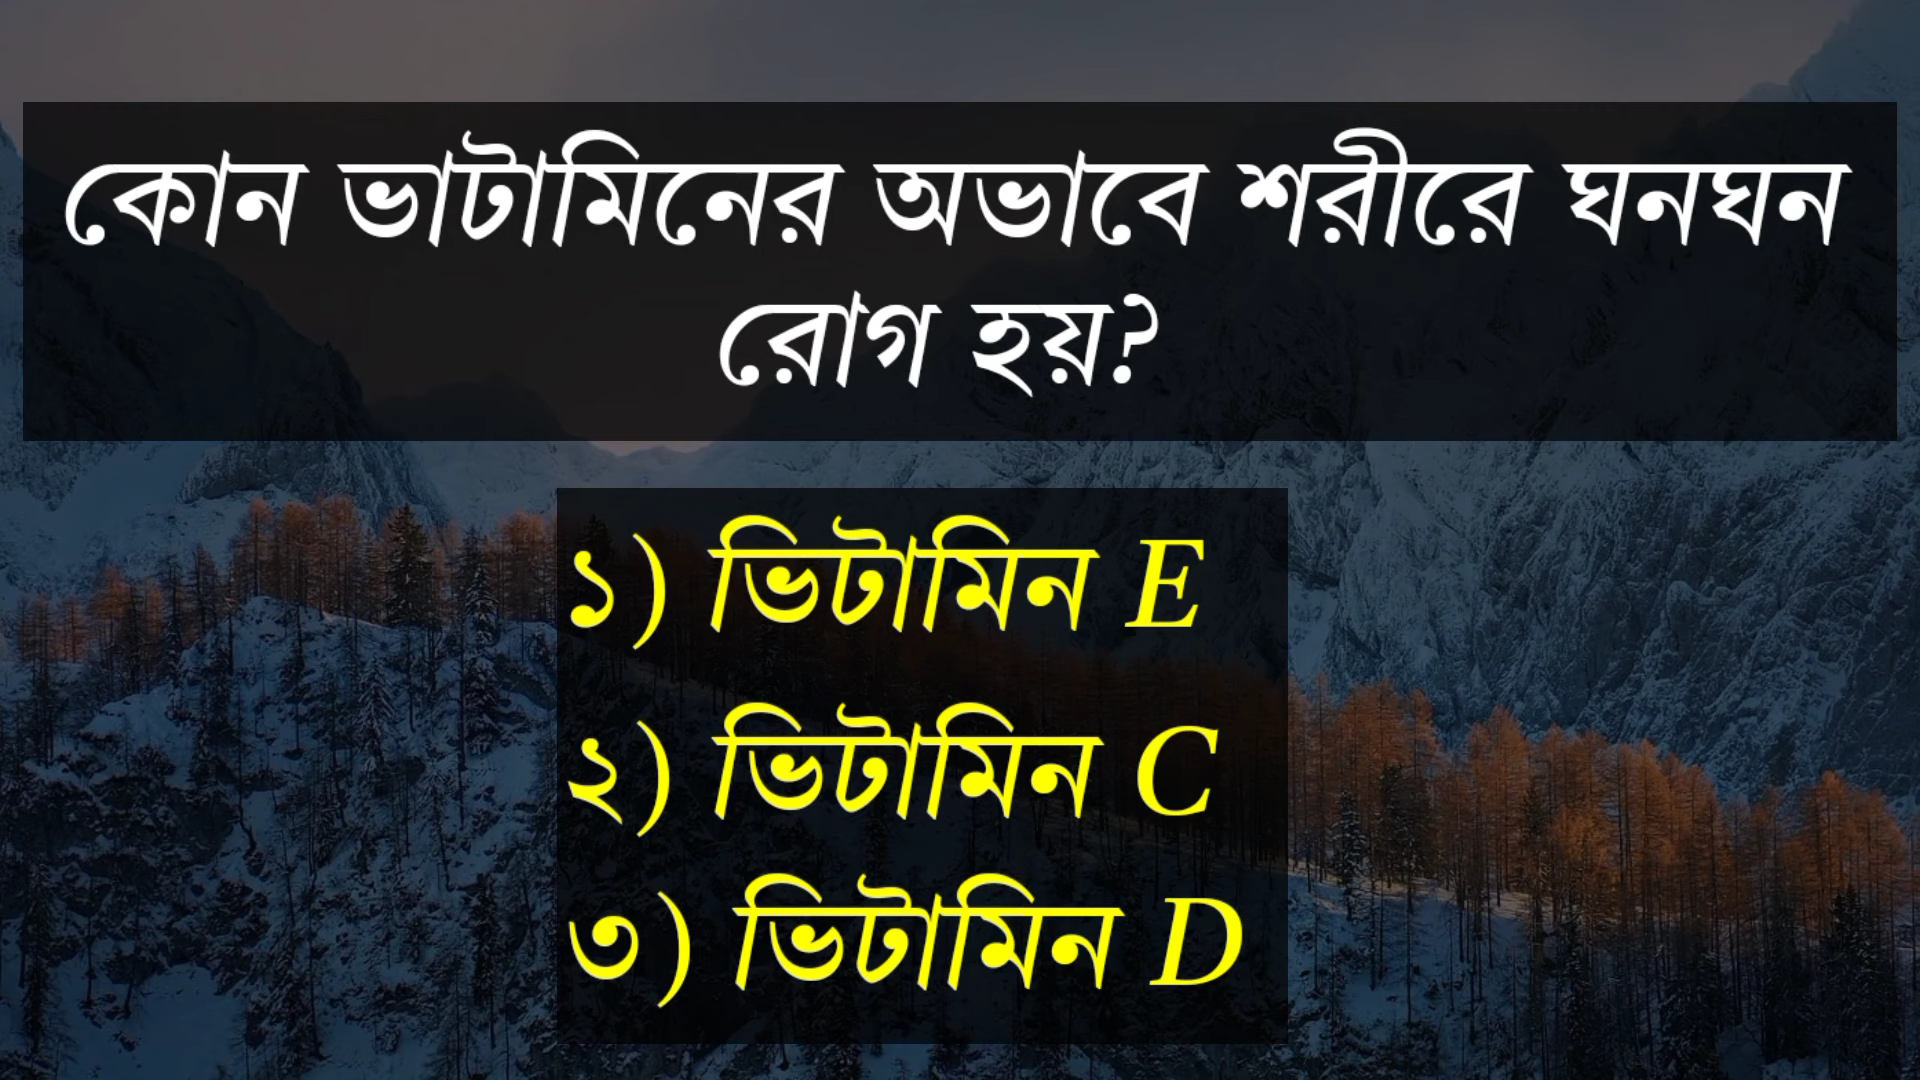 কোন ভাটামিনের অভাবে শরীরে ঘনঘন
রোগ হয়?
১) ভিটামিন E
২) ভিটামিন C
৩) ভিটামিন D